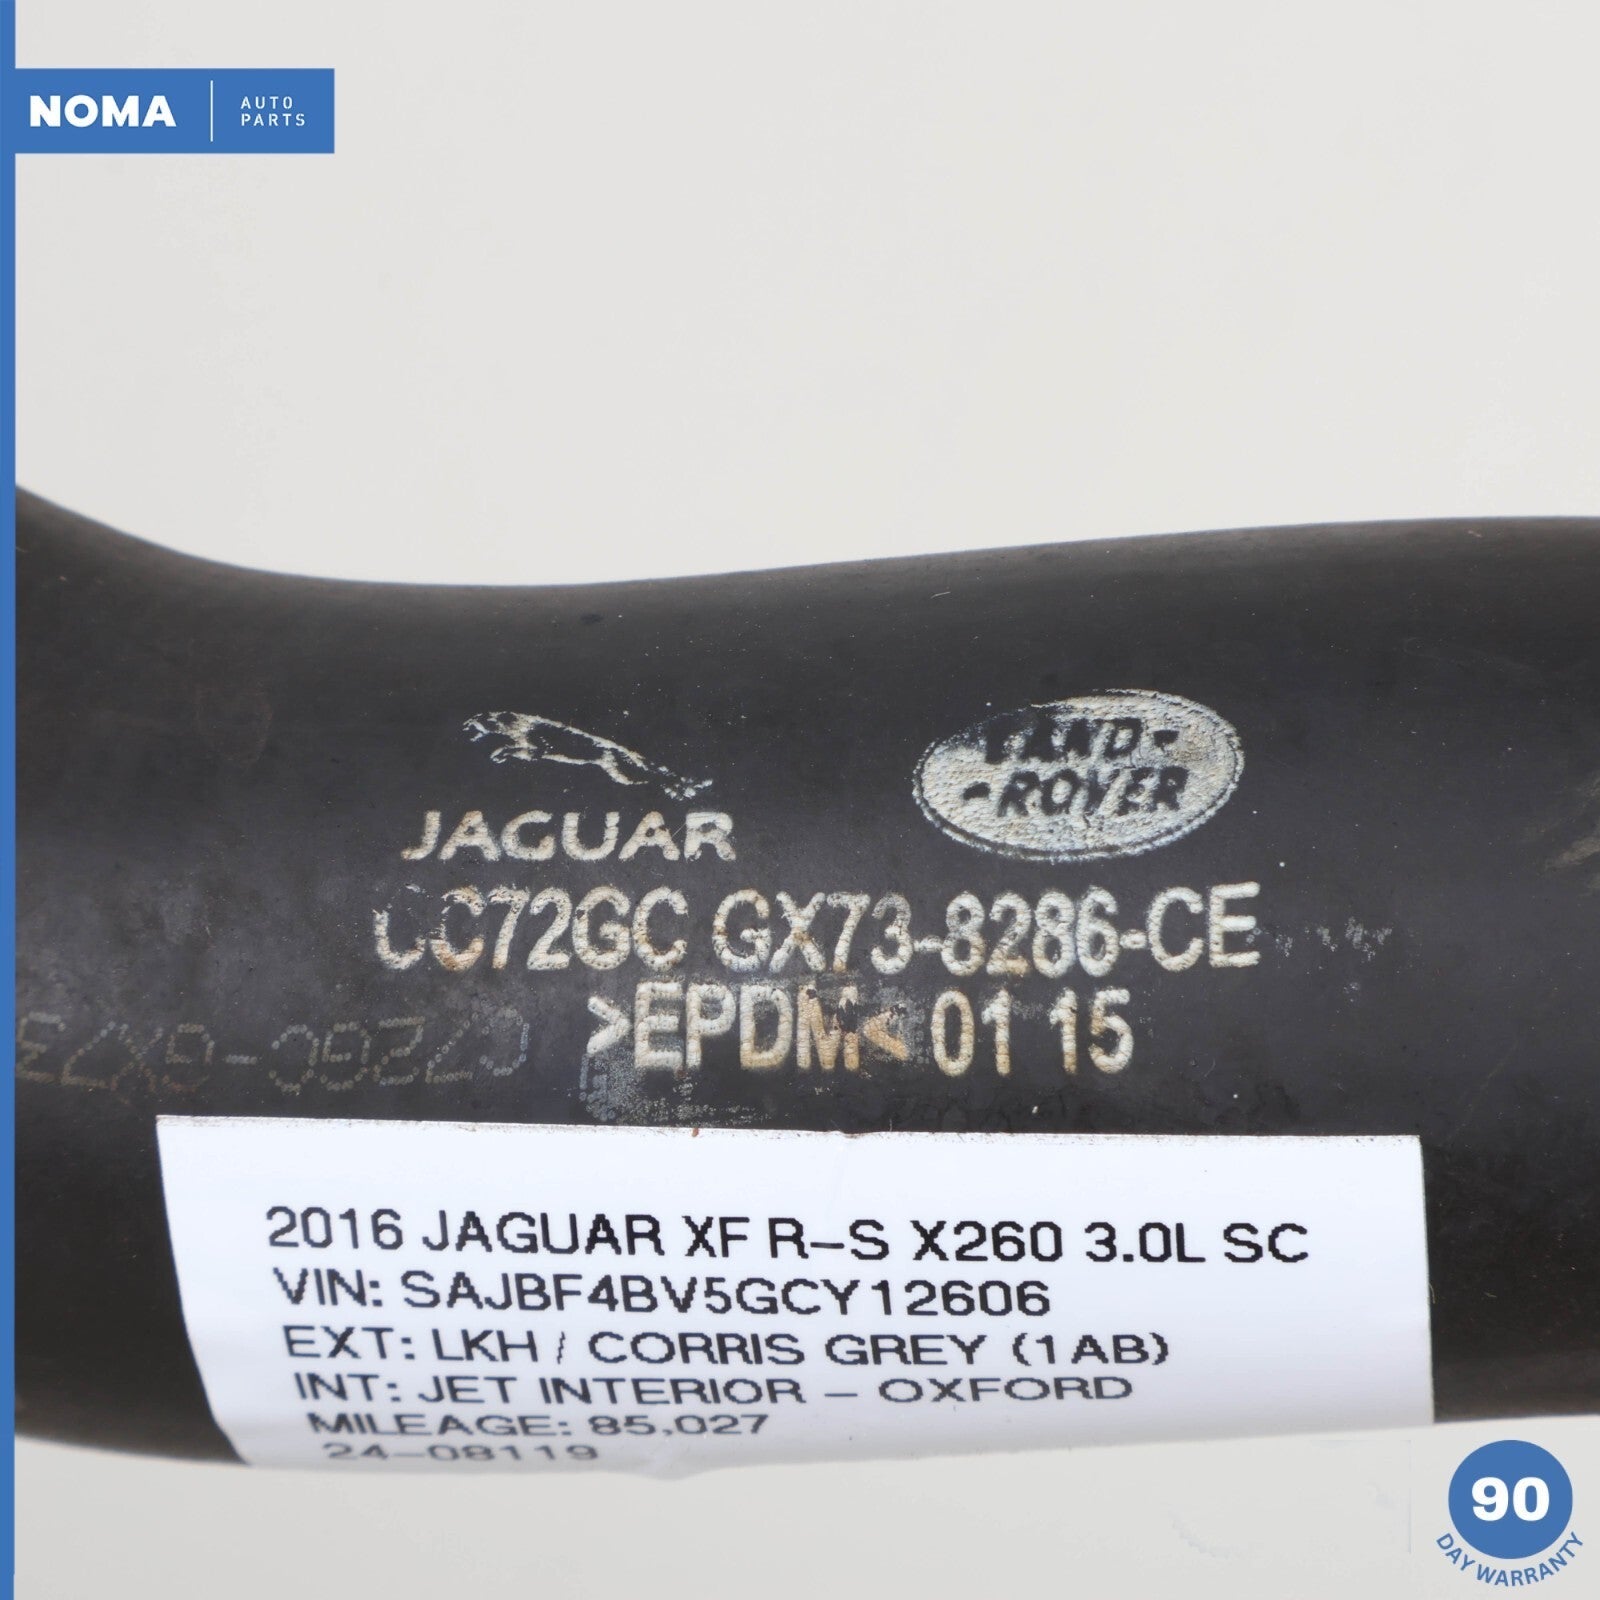 NOMA
AUTO
PARTS
LAND-
-ROVER
JAGUAR
GX73-8286-CE
>EPDM< 01 15
2016 JAGUAR XF R-S X260 3.0L SC
VIN: SAJBF4BV5GCY12606
EXT: LKH / CORRIS GREY (1AB)
INT: JET INTERIOR - OXFORD
MILEAGE: 85,027
24-08119
90
DAY WARRANTY